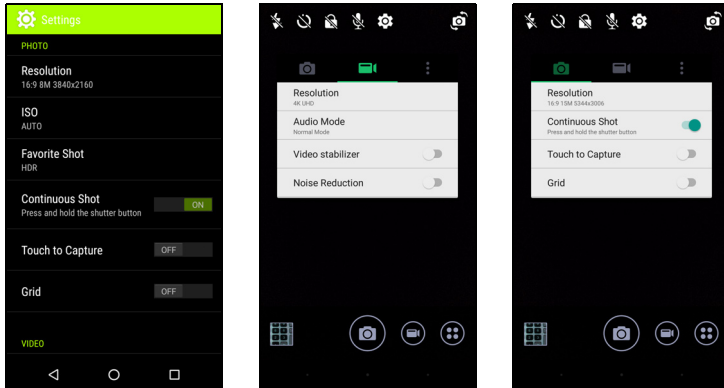 Settings
PHOTO
Resolution
16:9 8M 3840x2160
ISO
AUTO
Favorite Shot
HDR
Continuous Shot
Press and hold the shutter button
ON
Touch to Capture
OFF
Grid
OFF
VIDEO
Resolution
4K UHD
Audio Mode
Normal Mode
Video stabilizer
Noise Reduction
Resolution
16:9 15M 5344x3006
Continuous Shot
Press and hold the shutter button
Touch to Capture
Grid